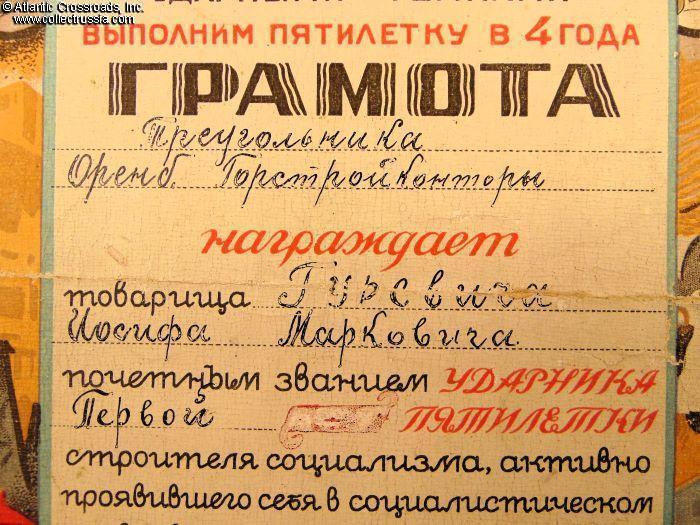 © Atlantic Crossroads, Inc.
www.collectrussia.com
ВЫПОЛНИМ ПЯТИЛЕТКУ В 4 ГОДА
ГРАМОТА
Треугольника
Оренб. Горстройконторы
награждает
товарища Гуревича
Иосифа Марковича
почетным званием УДАРНИКА
Первой ПЯТИЛЕТКИ
строителя социализма, активно
проявившего себя в социалистическом